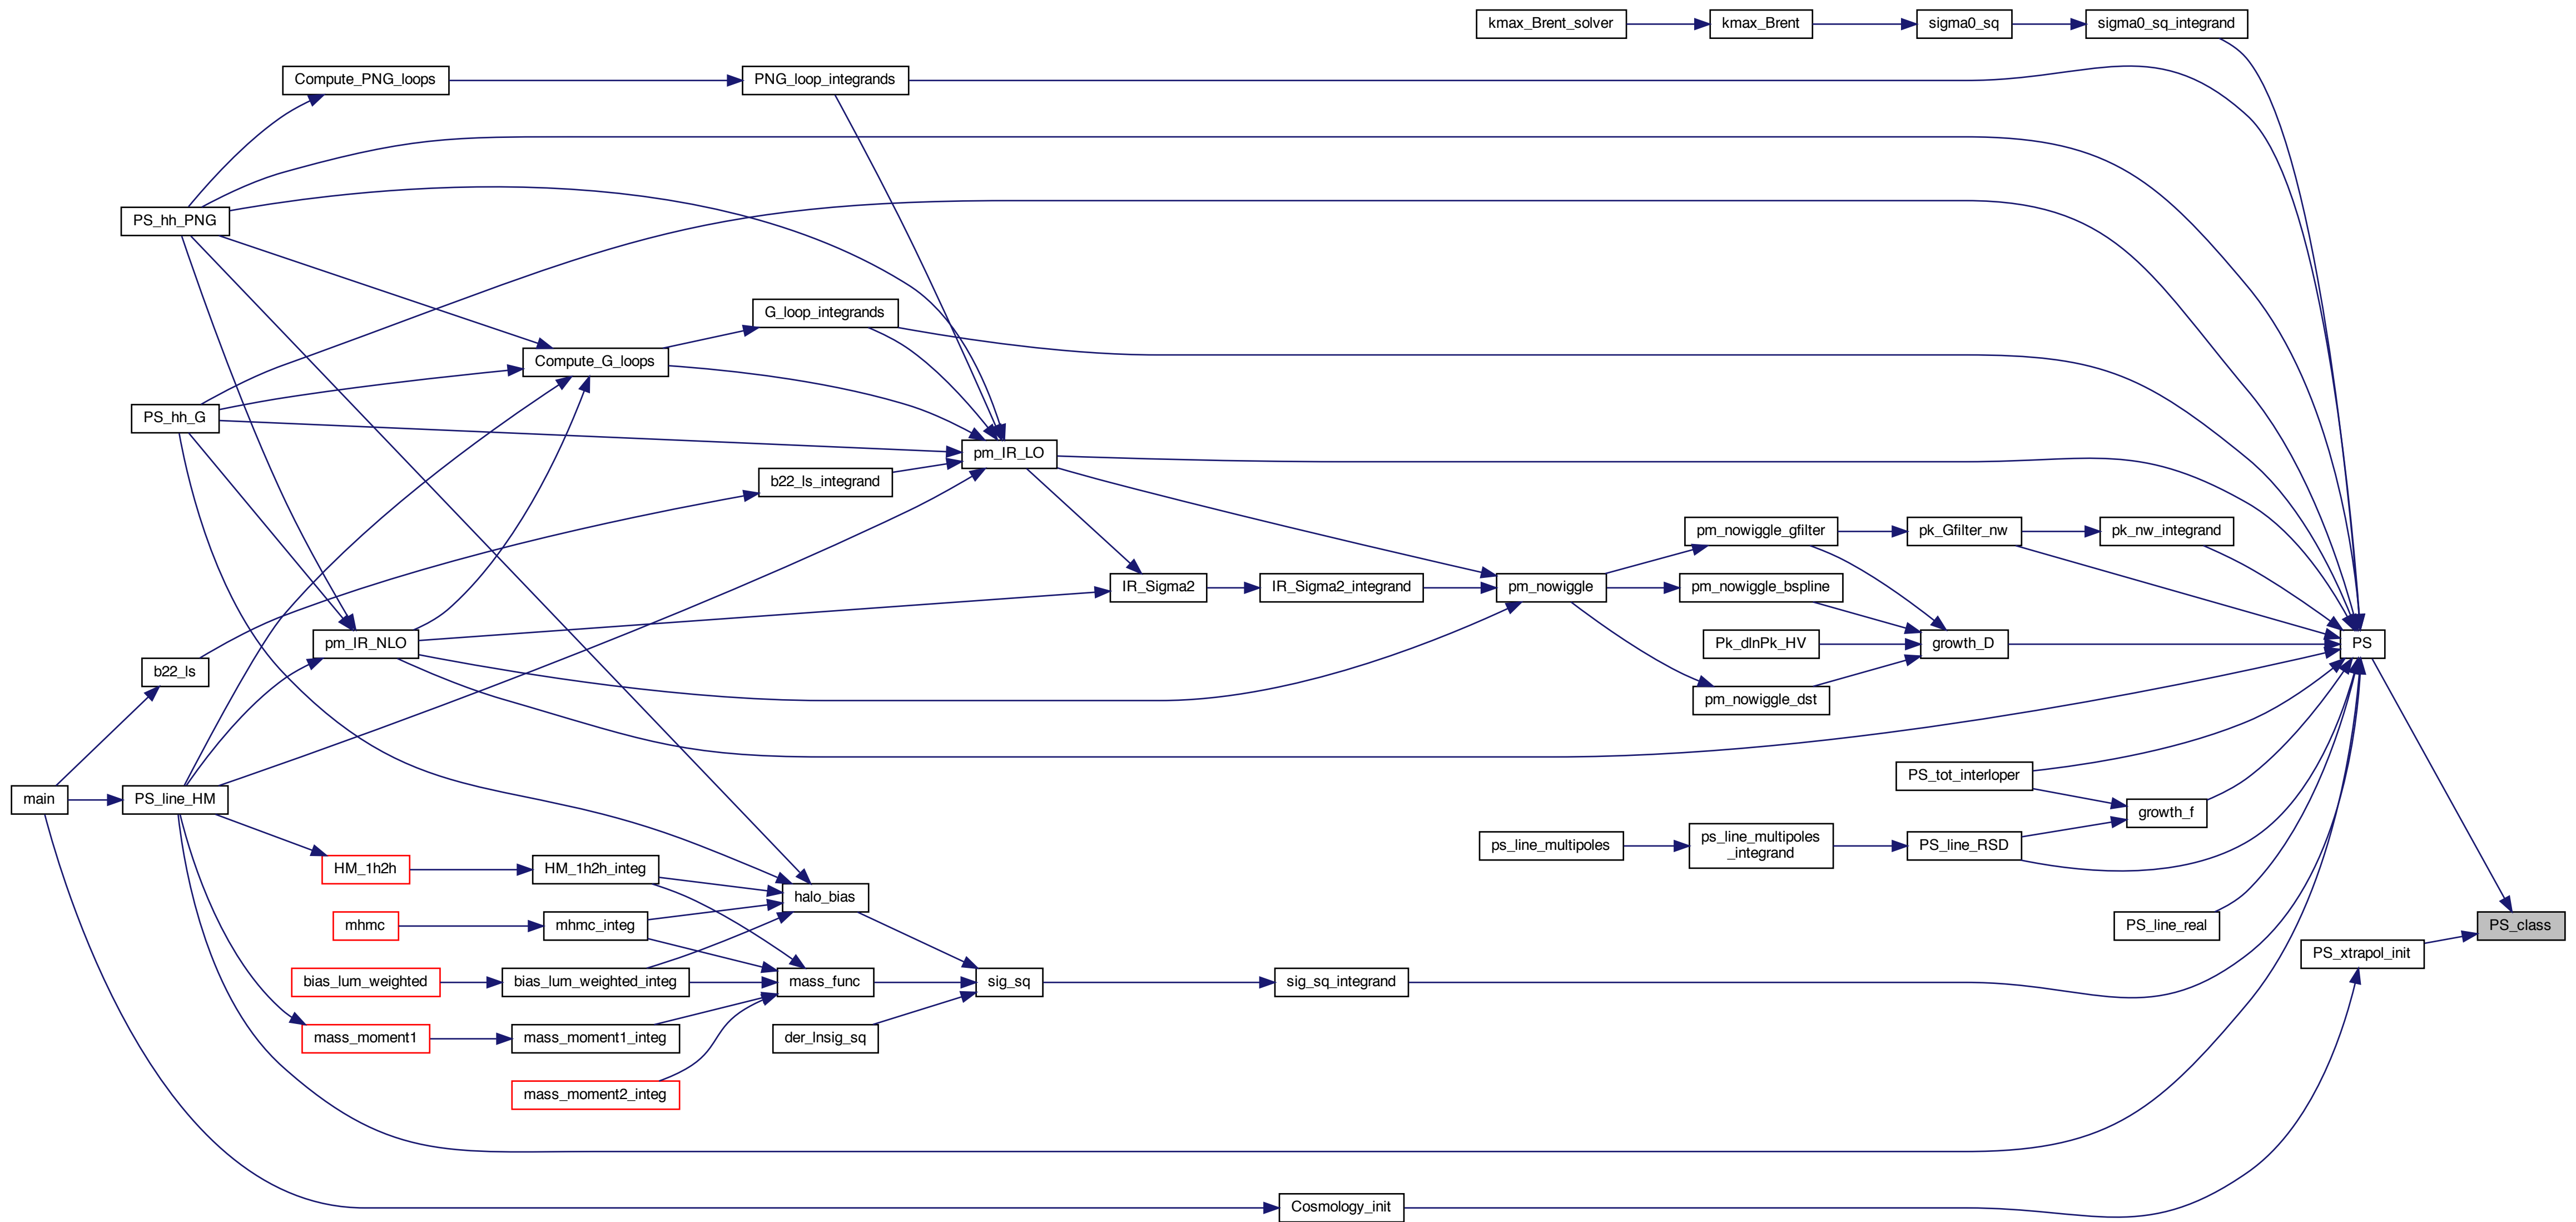 kmax_Brent_solver
kmax_Brent
sigma0_sq
sigma0_sq_integrand
Compute_PNG_loops
PNG_loop_integrands
PS_hh_PNG
G_loop_integrands
Compute_G_loops
PS_hh_G
pm_IR_LO
b22_ls_integrand
pm_nowiggle_gfilter
pk_Gfilter_nw
pk_nw_integrand
IR_Sigma2
IR_Sigma2_integrand
pm_nowiggle
pm_nowiggle_bspline
pm_IR_NLO
Pk_dlnPk_HV
growth_D
PS
b22_ls
pm_nowiggle_dst
PS_tot_interloper
main
PS_line_HM
growth_f
ps_line_multipoles
ps_line_multipoles
_integrand
PS_line_RSD
HM_1h2h
HM_1h2h_integ
halo_bias
mhmc
mhmc_integ
PS_line_real
PS_class
PS_xtrapol_init
bias_lum_weighted
bias_lum_weighted_integ
mass_func
sig_sq
sig_sq_integrand
mass_moment1
mass_moment1_integ
der_lnsig_sq
mass_moment2_integ
Cosmology_init